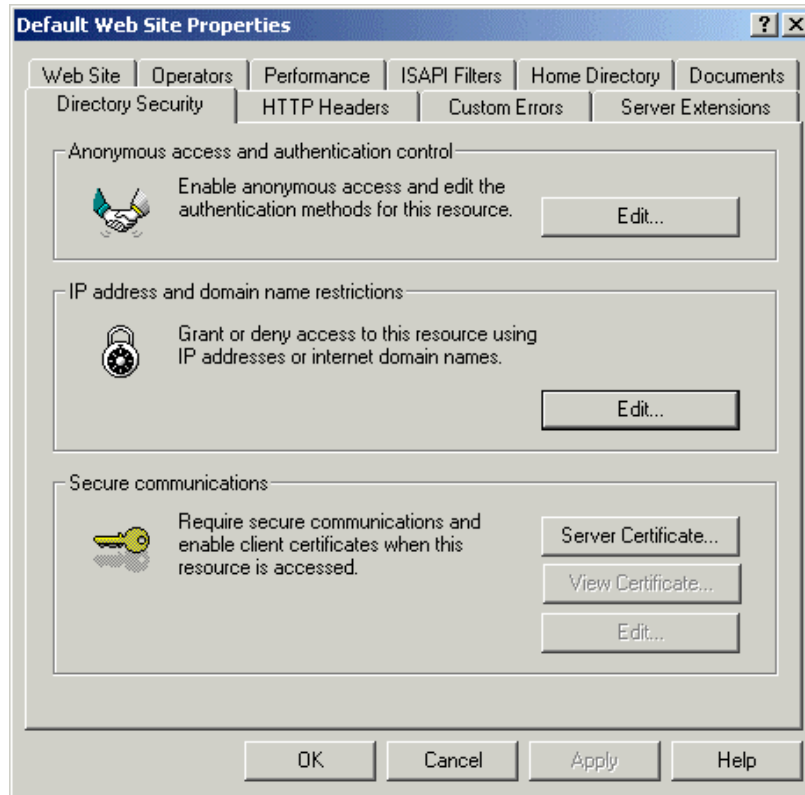 Default Web Site Properties
Web Site Operators Performance ISAPI Filters Home Directory Documents
Directory Security HTTP Headers Custom Errors Server Extensions
Anonymous access and authentication control
Enable anonymous access and edit the
authentication methods for this resource.
Edit...
IP address and domain name restrictions
Grant or deny access to this resource using
IP addresses or internet domain names.
Edit...
Secure communications
Require secure communications and
enable client certificates when this
resource is accessed.
Server Certificate...
View Certificate...
Edit...
OK Cancel Apply Help